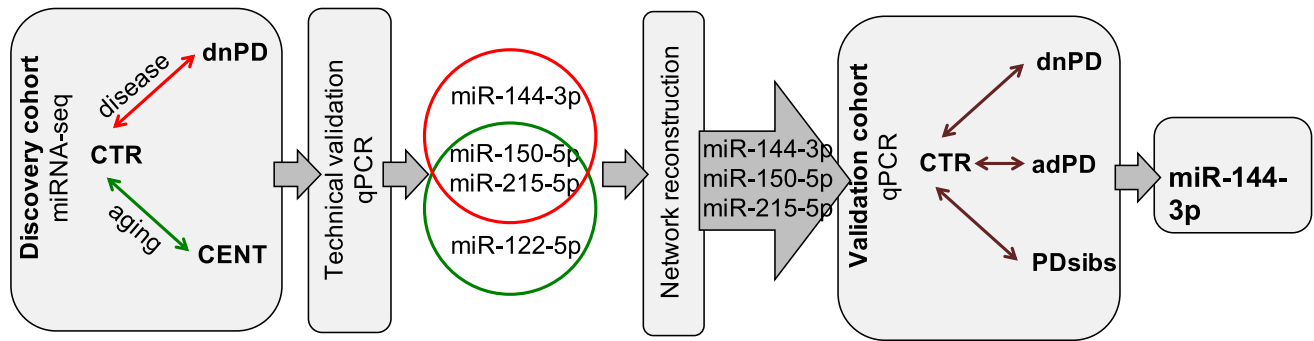 Discovery cohort
miRNA-seq
dnPD
disease
CTR
aging
CENT
Technical validation
qPCR
miR-144-3p
miR-150-5p
miR-215-5p
miR-122-5p
Network reconstruction
miR-144-3p
miR-150-5p
miR-215-5p
Validation cohort
qPCR
dnPD
CTR
adPD
PDsibs
miR-144-
3p